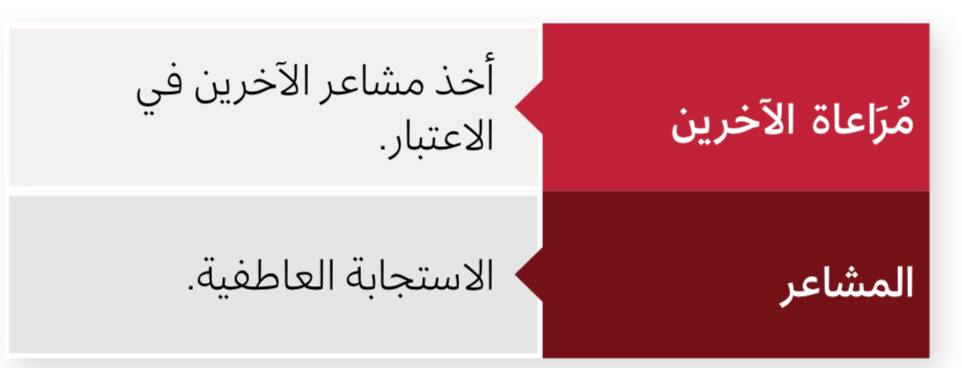 مُرَاعاة الآخرين
أخذ مشاعر الآخرين في
الاعتبار.
المشاعر
الاستجابة العاطفية.